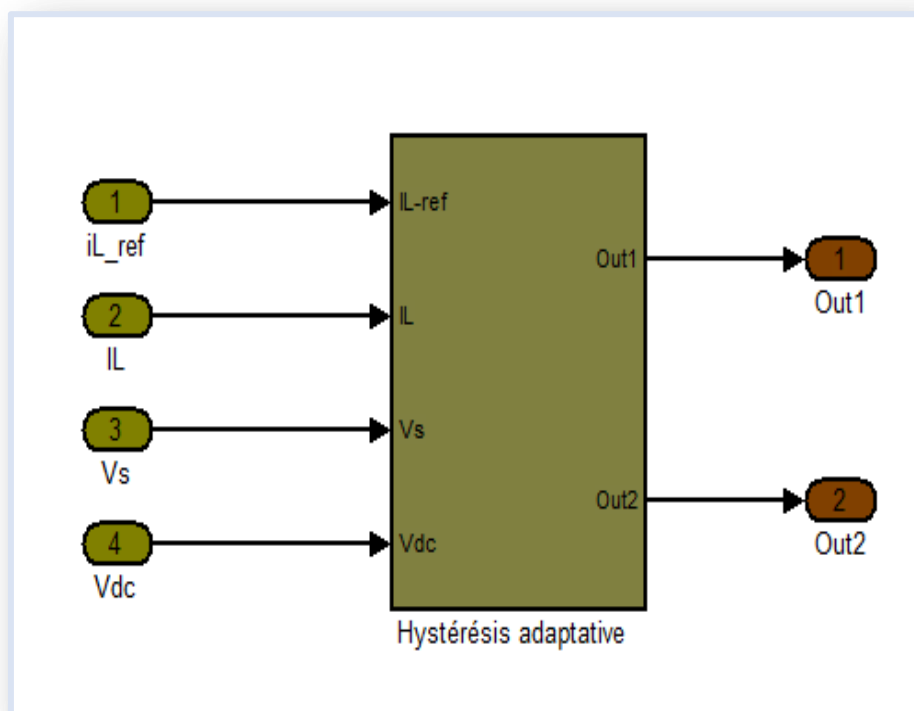 1
iL_ref
2
IL
3
Vs
4
Vdc
IL-ref
IL
Vs
Vdc
Out1
Out2
Hystérésis adaptative
1
Out1
2
Out2